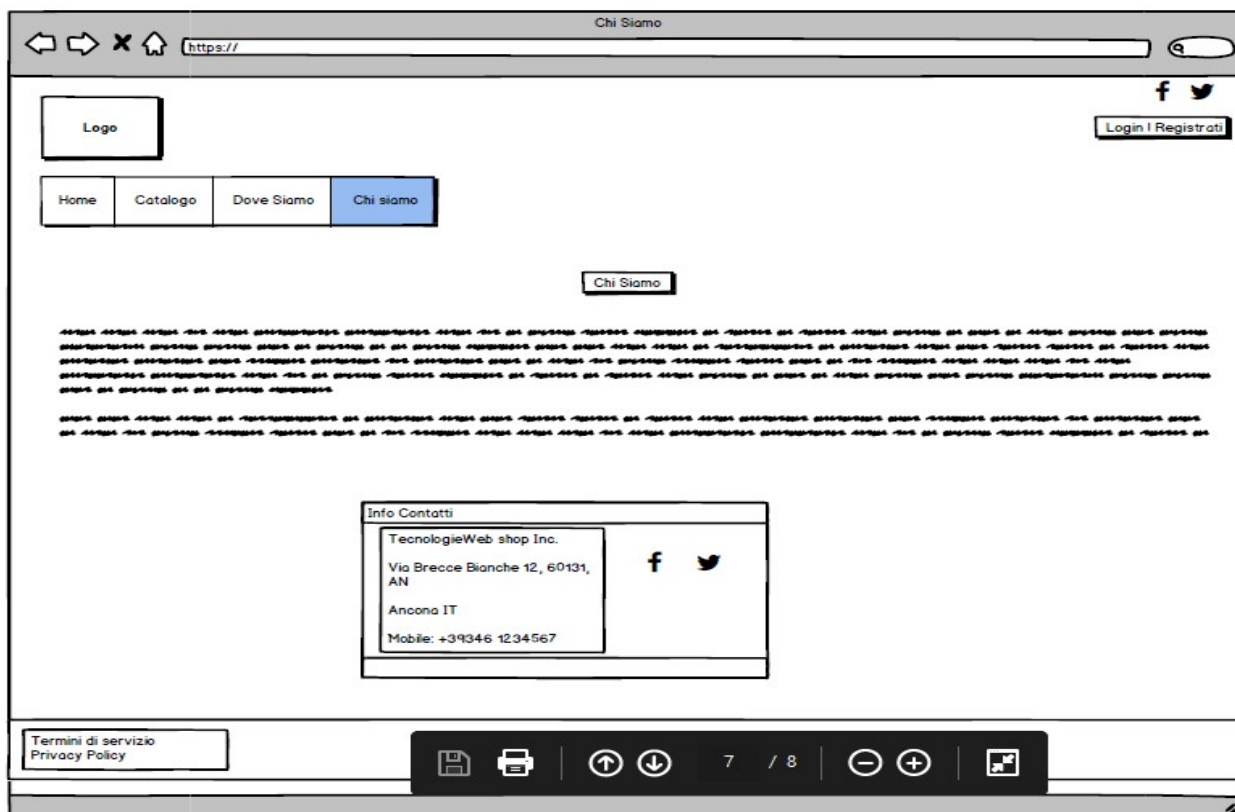 Chi Siamo
https://
Logo
Login | Registrati
Home
Catalogo
Dove Siamo
Chi siamo
Chi Siamo
Info Contatti
TecnologieWeb shop Inc.
Via Brecce Bianche 12, 60131,
AN
Ancona IT
Mobile: +39346 1234567
Termini di servizio
Privacy Policy
7 / 8